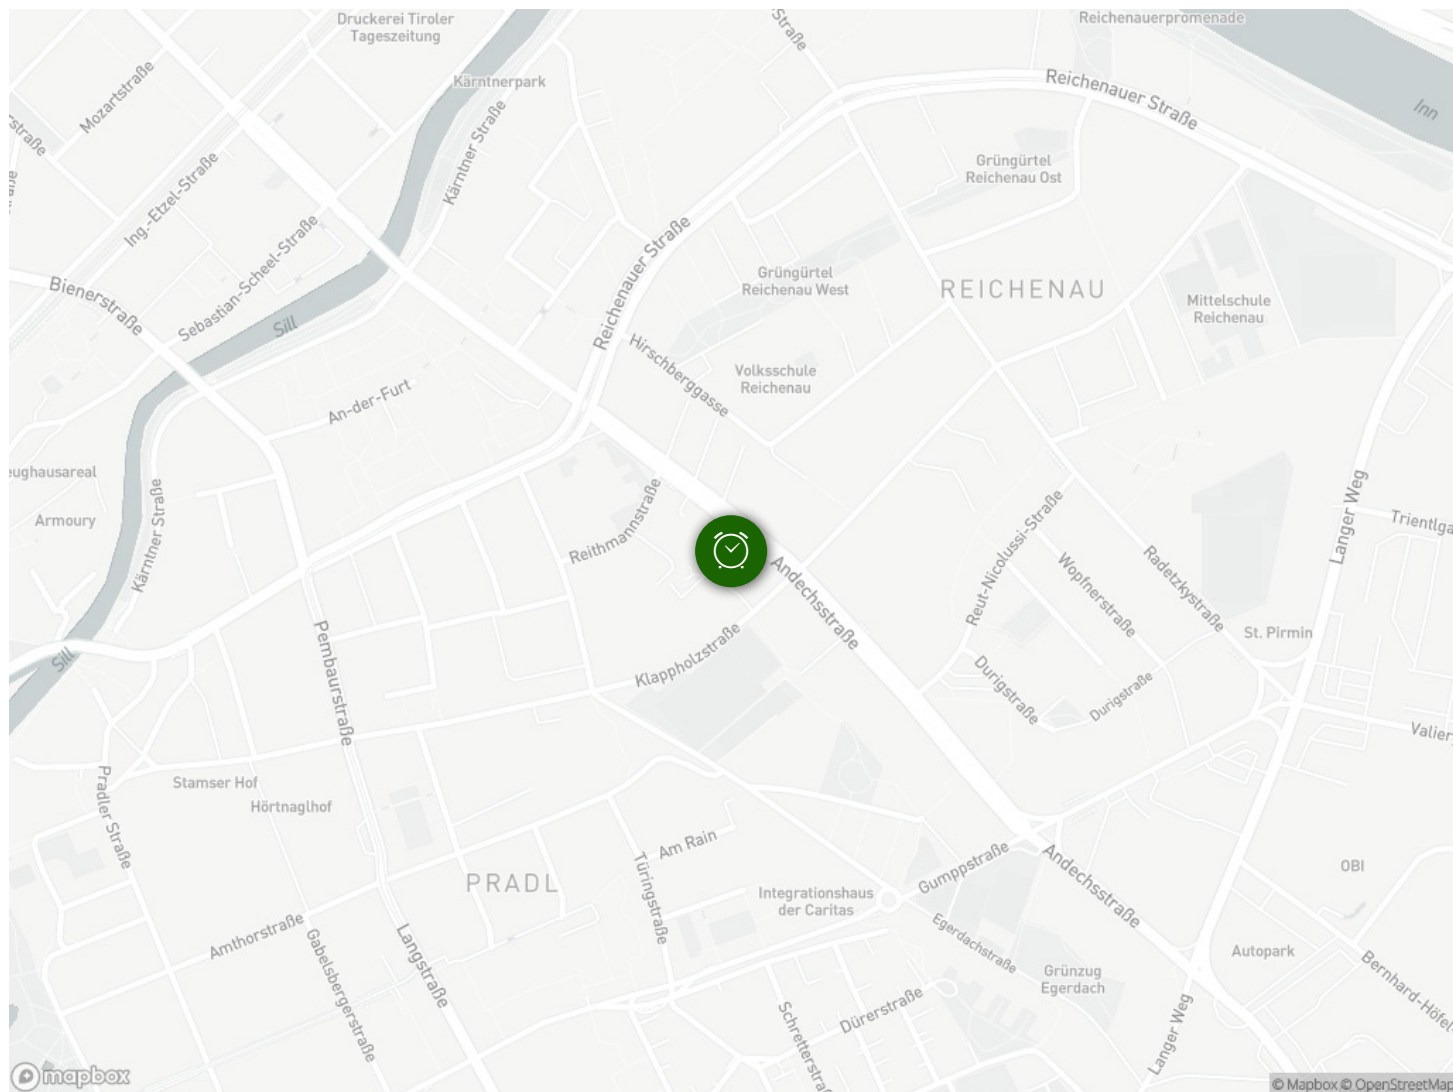 Druckerei Tiroler
Tageszeitung
Reichenauerpromenade
Straße
Mozartstraße
Kärntnerpark
Reichenauer Straße
Inn
Kärntner Straße
Grüngürtel
Reichenau Ost
Ing.-Etzel-Straße
Sebastian-Scheel-Straße
Reichenauer Straße
Grüngürtel
Reichenau West
REICHENAU
Mittelschule
Reichenau
Bienerstraße
Sill
Hirschberggasse
Volksschule
Reichenau
An-der-Furt
eughausareal
Armoury
Kärntner Straße
Reithmannstraße
Langer Weg
Trientlga
Andechsstraße
Reut-Nicolussi-Straße
Wopfnerstraße
Radetzkystraße
St. Pirmin
Sill
Pembaurstraße
Klappholzstraße
Durigstraße
Durigstraße
Valier
Stamser Hof
Hörtnaglhof
Pradler Straße
Am Rain
Türingstraße
PRADL
Integrationshaus
der Caritas
Gumppstraße
Andechsstraße
OBI
Amthorstraße
Gabelsbergerstraße
Langstraße
Egerdachstraße
Grünzug
Egerdach
Autopark
Bernhard-Höfel
Dürerstraße
Schretterstraß
Langer Weg
mapbox
© Mapbox © OpenStreetMap